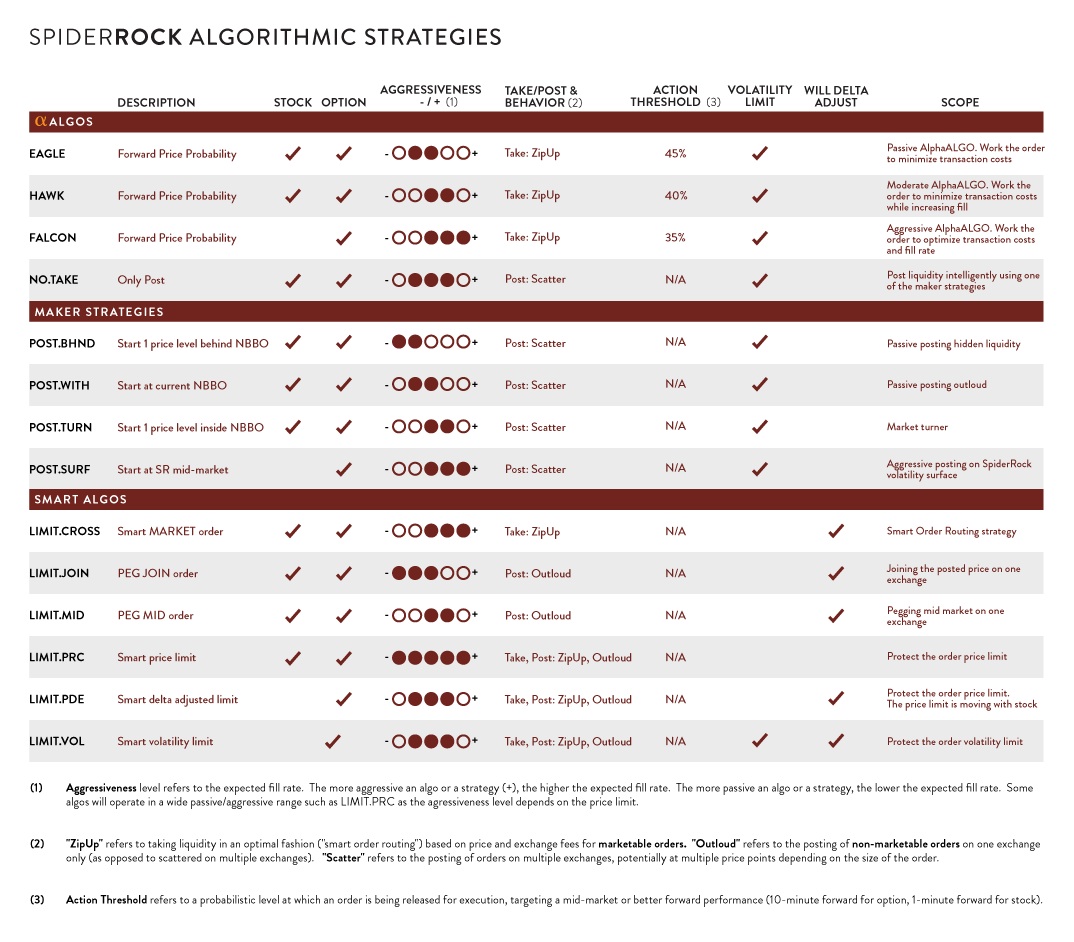 SPIDERROCK ALGORITHMIC STRATEGIES
DESCRIPTION STOCK OPTION AGGRESSIVENESS - / + (1) TAKE/POST & BEHAVIOR (2) ACTION THRESHOLD (3) VOLATILITY LIMIT WILL DELTA ADJUST SCOPE
α ALGOS
EAGLE Forward Price Probability - + Take: ZipUp 45% Passive AlphaALGO. Work the order
to minimize transaction costs
HAWK Forward Price Probability - + Take: ZipUp 40% Moderate AlphaALGO. Work the
order to minimize transaction costs
while increasing fill
FALCON Forward Price Probability - + Take: ZipUp 35% Aggressive AlphaALGO. Work the
order to optimize transaction costs
and fill rate
NO.TAKE Only Post - + Post: Scatter N/A Post liquidity intelligently using one
of the maker strategies
MAKER STRATEGIES
POST.BHND Start 1 price level behind NBBO - + Post: Scatter N/A Passive posting hidden liquidity
POST.WITH Start at current NBBO - + Post: Scatter N/A Passive posting outloud
POST.TURN Start 1 price level inside NBBO - + Post: Scatter N/A Market turner
POST.SURF Start at SR mid-market - + Post: Scatter N/A Aggressive posting on SpiderRock
volatility surface
SMART ALGOS
LIMIT.CROSS Smart MARKET order - + Take: ZipUp N/A Smart Order Routing strategy
LIMIT.JOIN PEG JOIN order - + Post: Outloud N/A Joining the posted price on one
exchange
LIMIT.MID PEG MID order - + Post: Outloud N/A Pegging mid market on one
exchange
LIMIT.PRC Smart price limit - + Take, Post: ZipUp, Outloud N/A Protect the order price limit
LIMIT.PDE Smart delta adjusted limit - + Take, Post: ZipUp, Outloud N/A Protect the order price limit.
The price limit is moving with stock
LIMIT.VOL Smart volatility limit - + Take, Post: ZipUp, Outloud N/A Protect the order volatility limit
(1) Aggressiveness level refers to the expected fill rate. The more aggressive an algo or a strategy (+), the higher the expected fill rate. The more passive an algo or a strategy, the lower the expected fill rate. Some
algos will operate in a wide passive/aggressive range such as LIMIT.PRC as the agressiveness level depends on the price limit.
(2) "ZipUp" refers to taking liquidity in an optimal fashion ("smart order routing") based on price and exchange fees for marketable orders. "Outloud" refers to the posting of non-marketable orders on one exchange
only (as opposed to scattered on multiple exchanges). "Scatter" refers to the posting of orders on multiple exchanges, potentially at multiple price points depending on the size of the order.
(3) Action Threshold refers to a probabilistic level at which an order is being released for execution, targeting a mid-market or better forward performance (10-minute forward for option, 1-minute forward for stock).